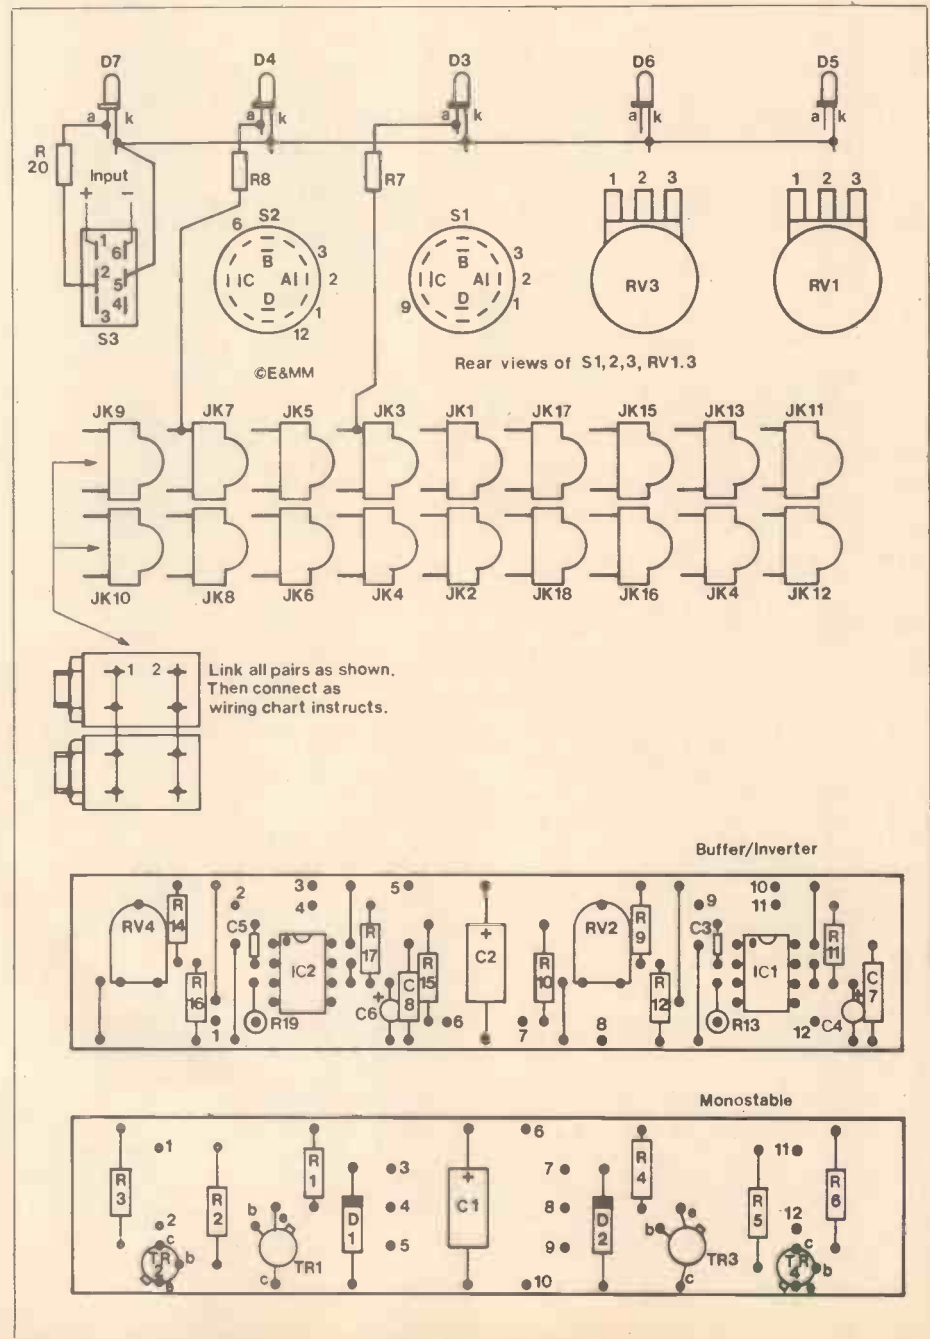 D7 D4 D3 D6 D5
a k a k a k a k a k
R 20
Input
+ −
R8 R7
1 2 3 1 2 3
S2 S1
6 3 3
1 6 B B
2 5 C A 2 C A 2
3 4 D 1 9 D 1
12
RV3 RV1
S3
©E&MM
Rear views of S1,2,3, RV1.3
JK9 JK7 JK5 JK3 JK1 JK17 JK15 JK13 JK11
JK10 JK8 JK6 JK4 JK2 JK18 JK16 JK4 JK12
1 2 Link all pairs as shown.
Then connect as
wiring chart instructs.
Buffer/Inverter
2 3 4 5 9 10 11
RV4 R 14 C5 R 17 + C2 RV2 R 9 C3 R 11
R 16 IC2 C 8 R 15 R 10 R 12 IC1 C 7
1 R19 + C6 6 7 8 R13 12 + C4
Monostable
1 R 1 6 R 4 11
R 3 R 2 3 + 7 R 5 R 6
2 b e D 1 4 C1 8 D 2 b e 12
c TR 2 b TR1 5 9 TR3 c TR 4 b
b c 10 c e